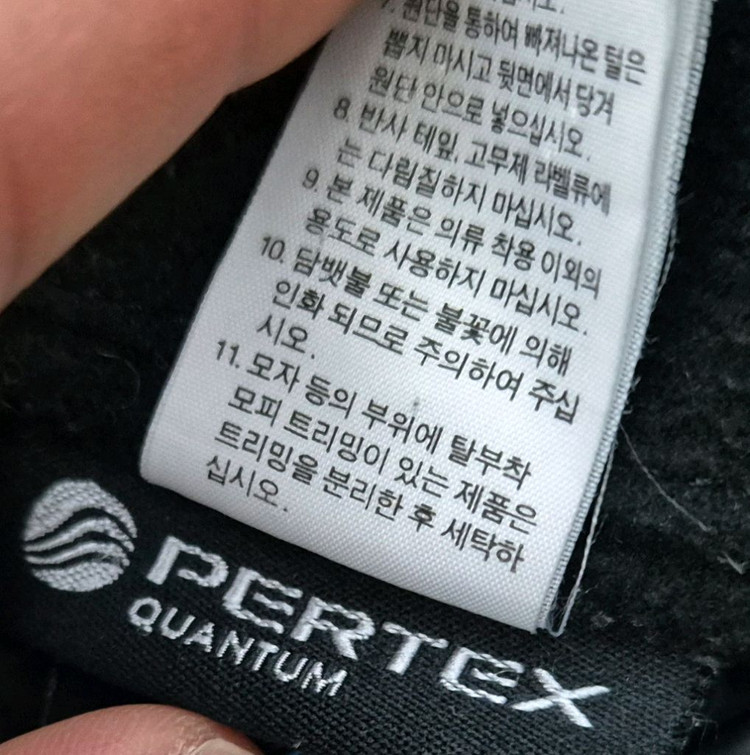 십시오.
7. 원단을 통하여 빠져나온 털은
뽑지 마시고 뒷면에서 당겨
원단 안으로 넣으십시오.
8. 반사 테잎, 고무제 라벨류에
는 다림질하지 마십시오.
9. 본 제품은 의류 착용 이외의
용도로 사용하지 마십시오.
10. 담뱃불 또는 불꽃에 의해
인화 되므로 주의하여 주십
시오.
11. 모자 등의 부위에 탈부착
모피 트리밍이 있는 제품은
트리밍을 분리한 후 세탁하
십시오.
PERTEX
QUANTUM